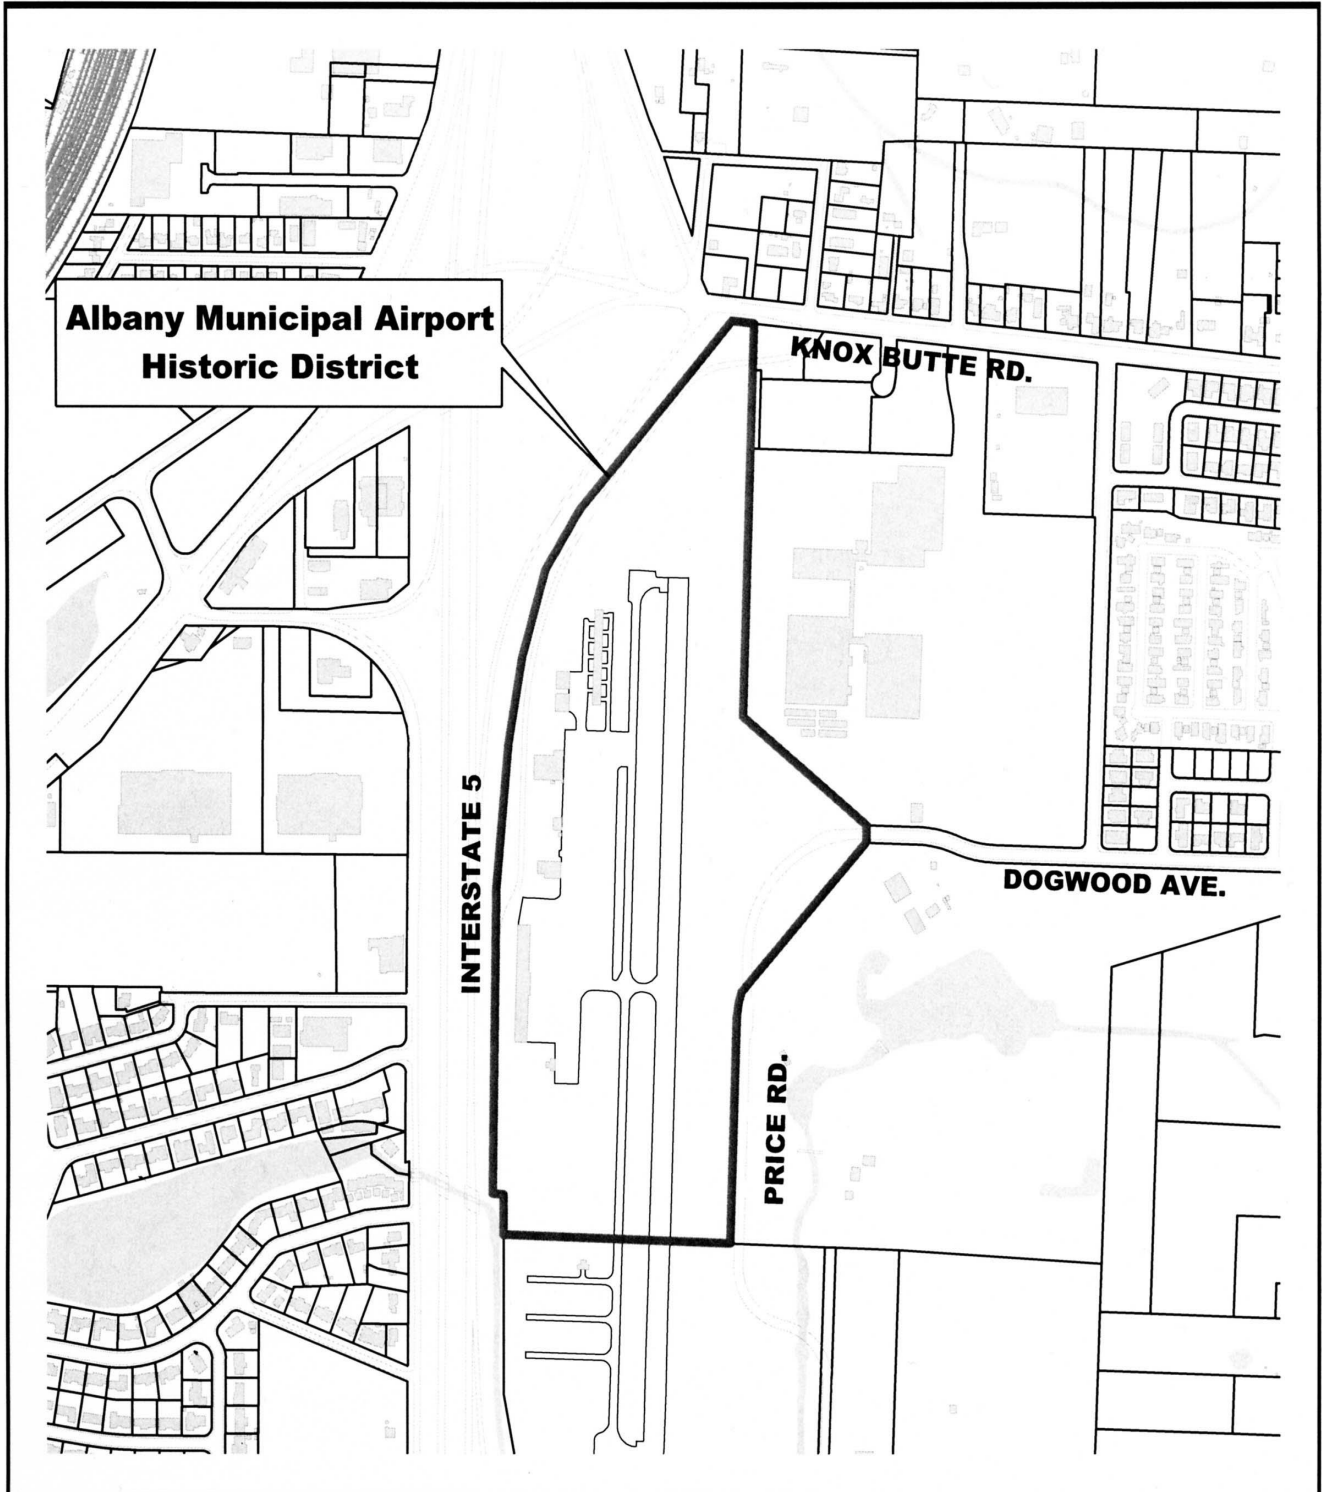 Albany Municipal Airport
Historic District
KNOX BUTTE RD.
INTERSTATE 5
DOGWOOD AVE.
PRICE RD.